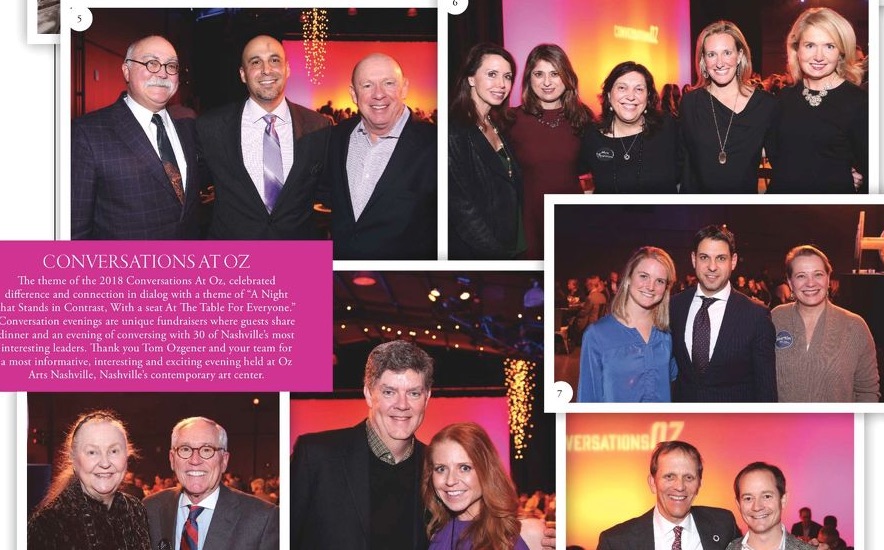 5
6
CONVERSATIONS OZ
CONVERSATIONS AT OZ
The theme of the 2018 Conversations At Oz, celebrated
difference and connection in dialog with a theme of “A Night
hat Stands in Contrast, With a seat At The Table For Everyone.”
Conversation evenings are unique fundraisers where guests share
dinner and an evening of conversing with 30 of Nashville’s most
interesting leaders. Thank you Tom Ozgener and your team for
a most informative, interesting and exciting evening held at Oz
Arts Nashville, Nashville’s contemporary art center.
7
VERSATIONS OZ